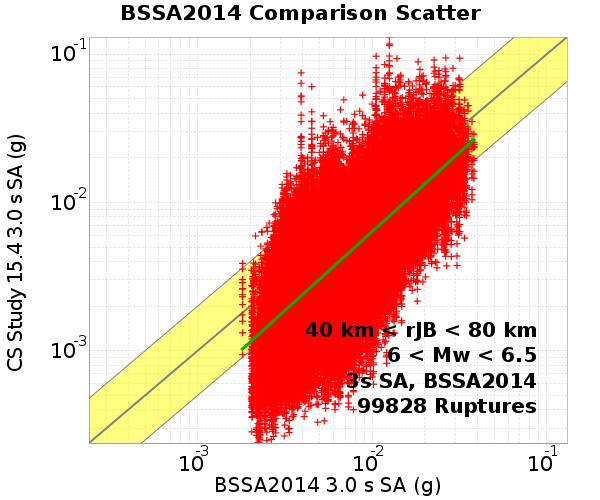 BSSA2014 Comparison Scatter
CS Study 15.4 3.0 s SA (g)
10-1
10-2
10-3
40 km < rJB < 80 km
6 < Mw < 6.5
3s SA, BSSA2014
99828 Ruptures
10-3 10-2 10-1
BSSA2014 3.0 s SA (g)